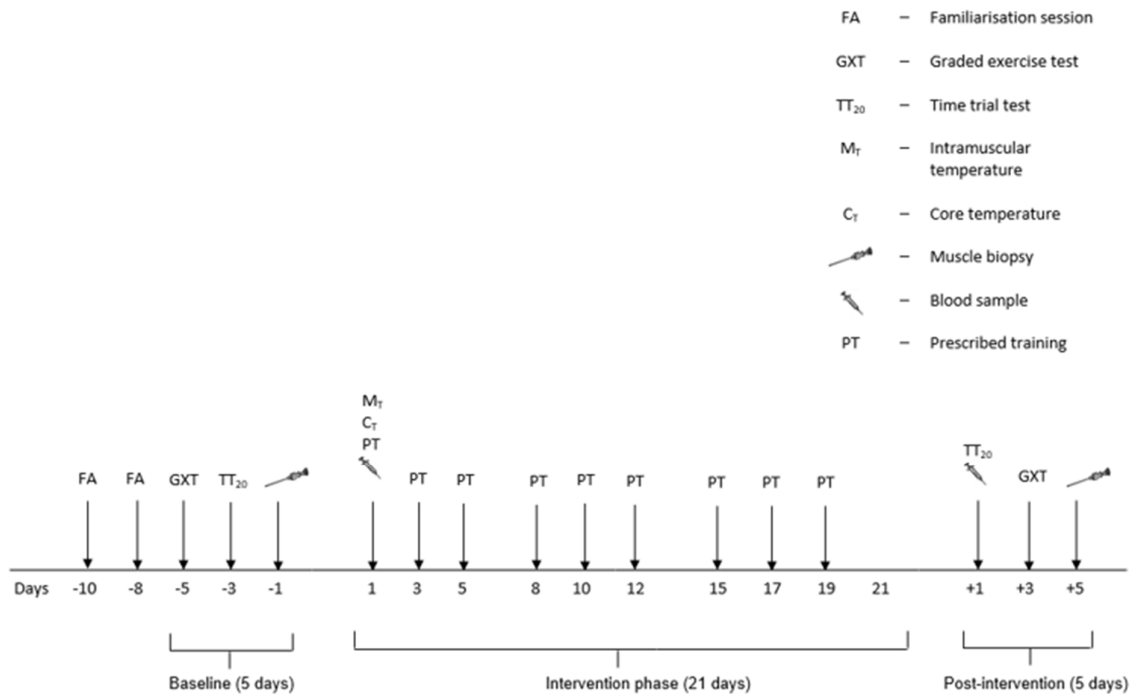 FA – Familiarisation session
GXT – Graded exercise test
TT20 – Time trial test
MT – Intramuscular
temperature
CT – Core temperature
– Muscle biopsy
– Blood sample
PT – Prescribed training
MT
CT
PT
TT20
FA FA GXT TT20 PT PT PT PT PT PT PT PT GXT
Days -10 -8 -5 -3 -1 1 3 5 8 10 12 15 17 19 21 +1 +3 +5
Baseline (5 days) Intervention phase (21 days) Post-intervention (5 days)